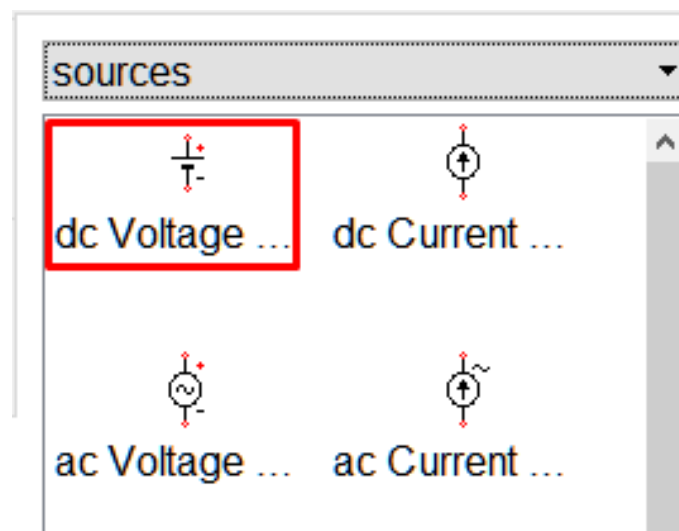 sources
dc Voltage ...
dc Current ...
ac Voltage ...
ac Current ...